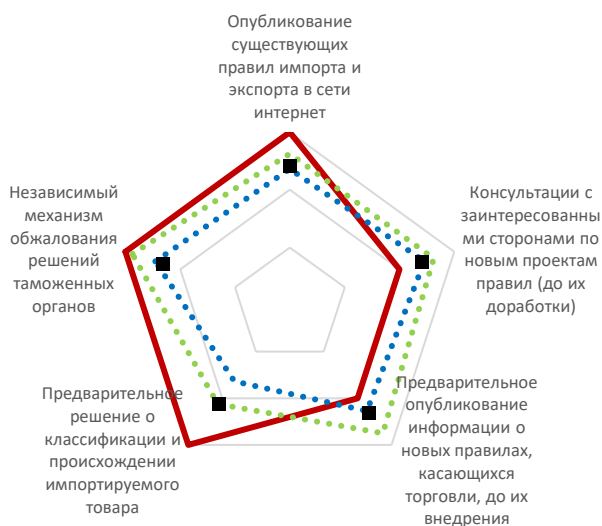 Опубликование
существующих
правил импорта и
экспорта в сети
интернет
Консультации с
заинтересованны
ми сторонами по
новым проектам
правил (до их
доработки)
Предварительное
опубликование
информации о
новых правилах,
касающихся
торговли, до их
внедрения
Предварительное
решение о
классификации и
происхождении
импортируемого
товара
Независимый
механизм
обжалования
решений
таможенных
органов